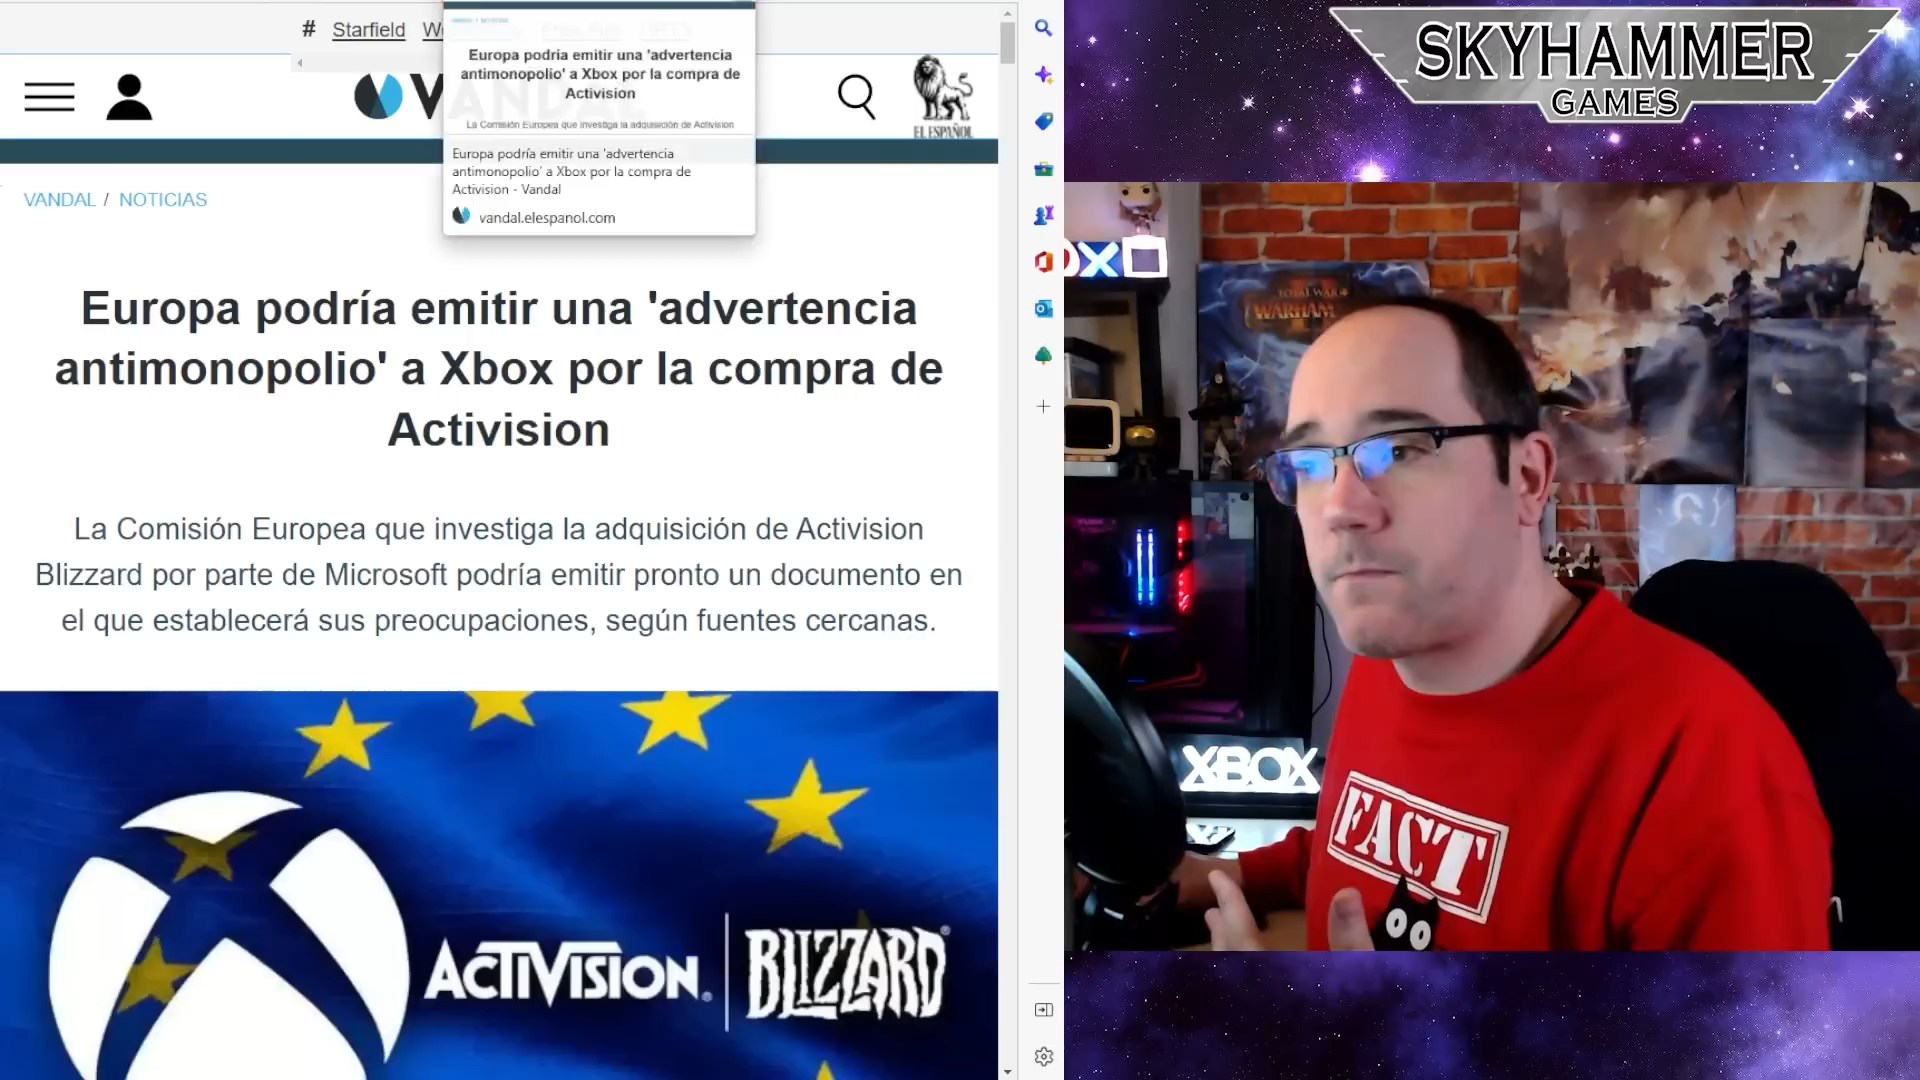 # Starfield
Europa podría emitir una 'advertencia
antimonopolio' a Xbox por la compra de
Activision
La Comisión Europea que investiga la adquisición de Activision
Europa podría emitir una 'advertencia
antimonopolio' a Xbox por la compra de
Activision - Vandal
vandal.elespanol.com
VANDAL
EL ESPAÑOL
VANDAL / NOTICIAS
Europa podría emitir una 'advertencia
antimonopolio' a Xbox por la compra de
Activision
La Comisión Europea que investiga la adquisición de Activision
Blizzard por parte de Microsoft podría emitir pronto un documento en
el que establecerá sus preocupaciones, según fuentes cercanas.
ACTIVISION®
BLIZZARD®
SKYHAMMER
GAMES
TOTAL WAR
XBOX
FACT